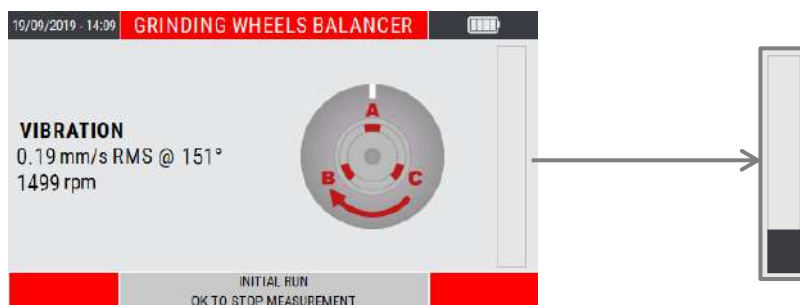 19/09/2019 - 14:09 GRINDING WHEELS BALANCER
VIBRATION
0.19 mm/s RMS @ 151°
1499 rpm
A
B C
INITIAL RUN
OK TO STOP MEASUREMENT